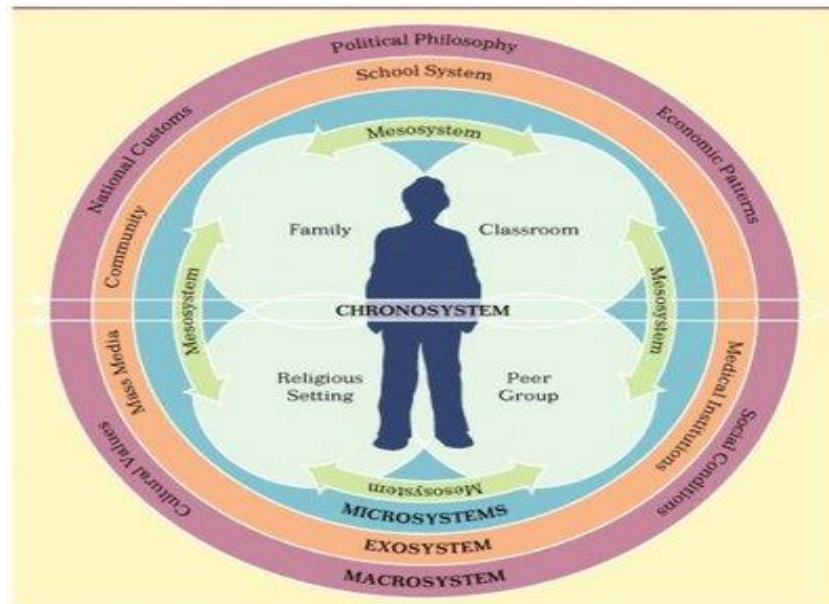 Political Philosophy
School System
Mesosystem
National Customs
Economic Patterns
Community
Family
Classroom
Mesosystem
Mesosystem
CHRONOSYSTEM
Mass Media
Religious
Setting
Peer
Group
Medical Institutions
Cultural Values
Social Conditions
Mesosystem
MICROSYSTEMS
EXOSYSTEM
MACROSYSTEM